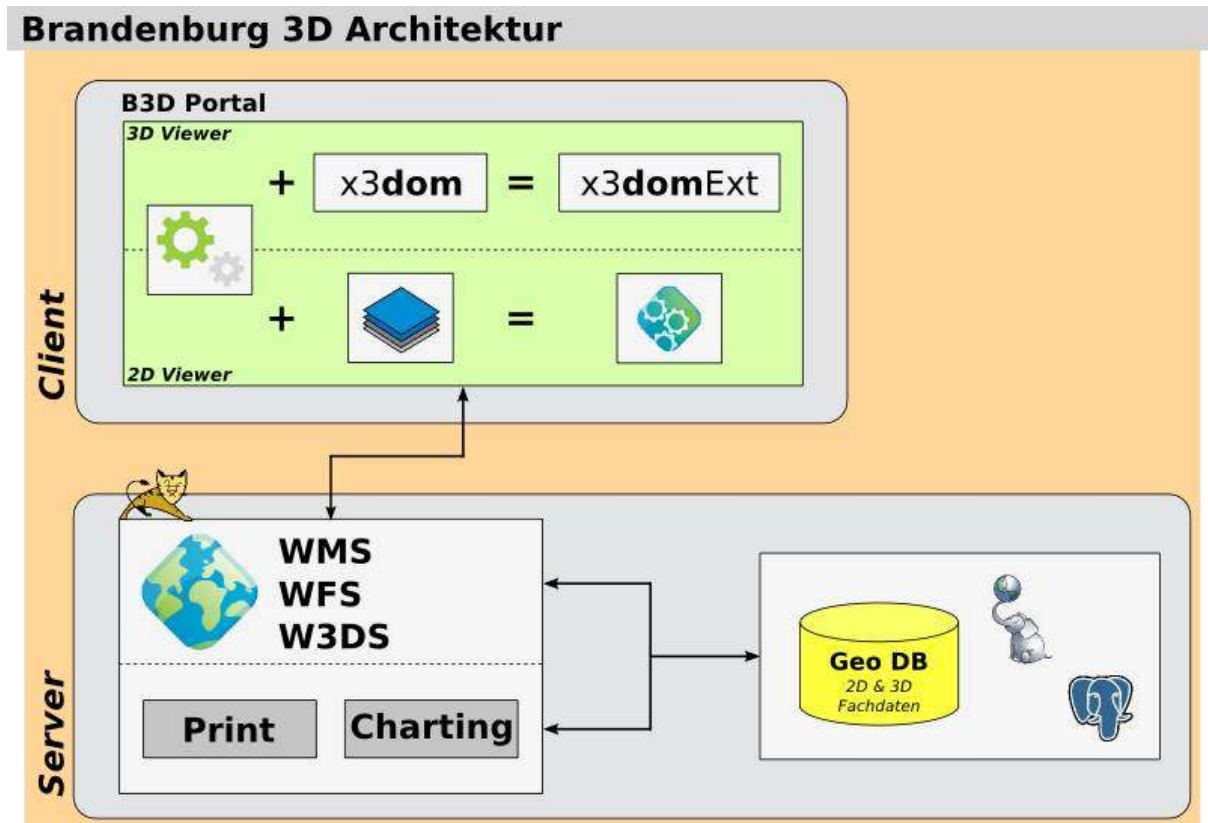 Brandenburg 3D Architektur
B3D Portal
3D Viewer
+ x3dom = x3domExt
+ =
2D Viewer
Client
WMS
WFS
W3DS
Print
Charting
Geo DB
2D & 3D
Fachdaten
Server